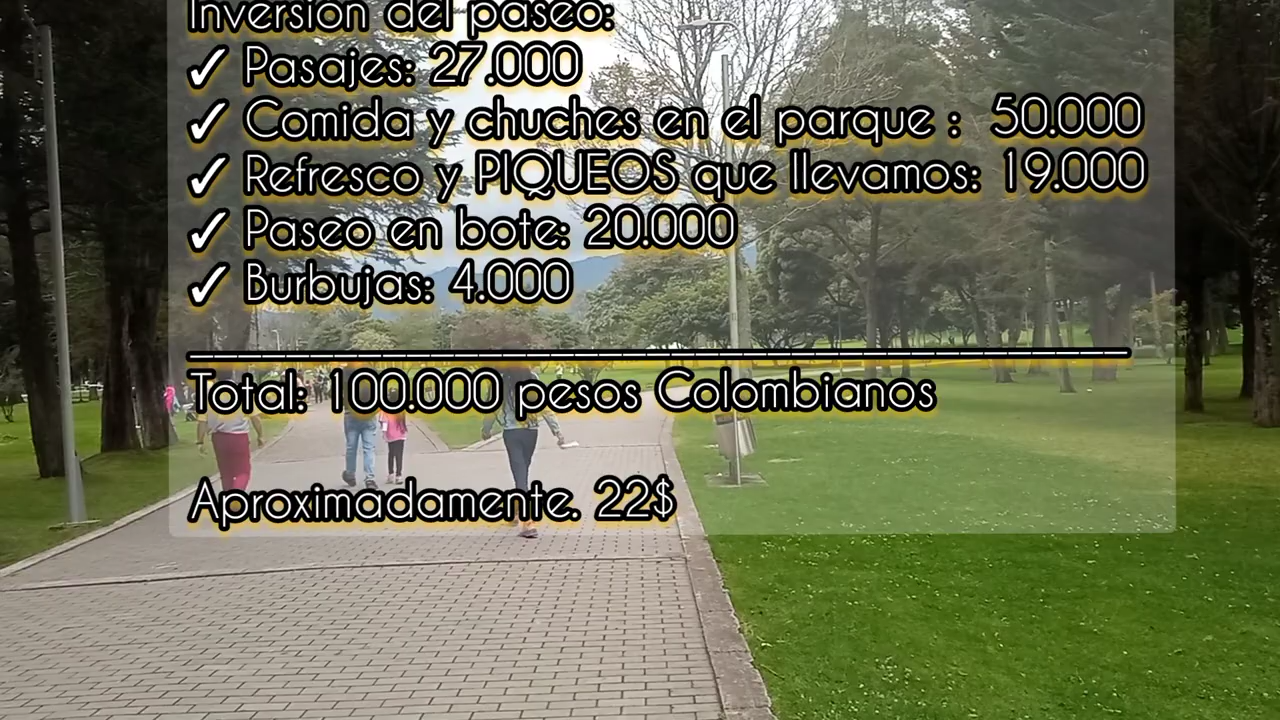 Inversión del paseo:
✓ Pasajes: 27.000
✓ Comida y chuches en el parque : 50.000
✓ Refresco y PIQUEOS que llevamos: 19.000
✓ Paseo en bote: 20.000
✓ Burbujas: 4.000
Total: 100.000 pesos Colombianos
Aproximadamente. 22$